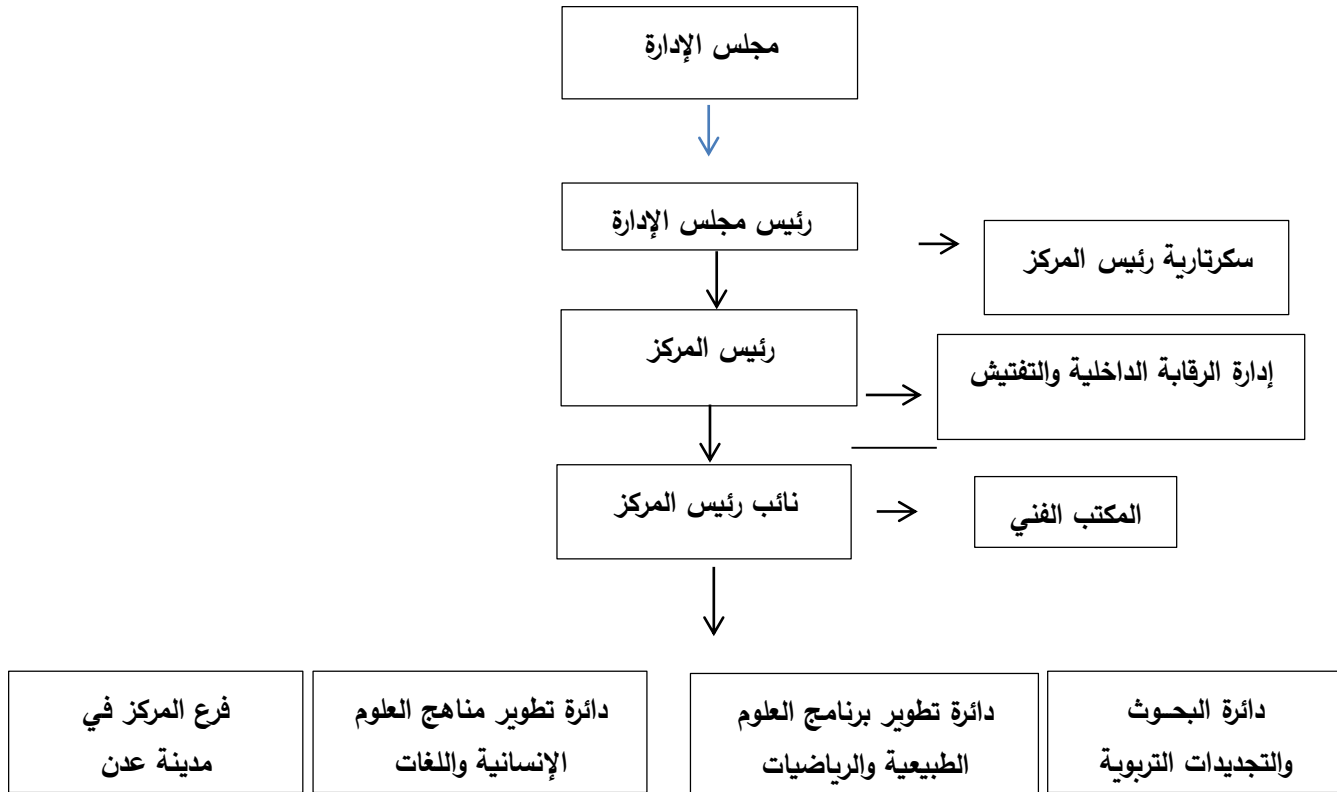 مجلس الإدارة
رئيس مجلس الإدارة
سكرتارية رئيس المركز
رئيس المركز
إدارة الرقابة الداخلية والتفتيش
نائب رئيس المركز
المكتب الفني
دائرة البحــوث
والتجديدات التربوية
دائرة تطوير برنامج العلوم
الطبيعية والرياضيات
دائرة تطوير مناهج العلوم
الإنسانية واللغات
فرع المركز في
مدينة عدن